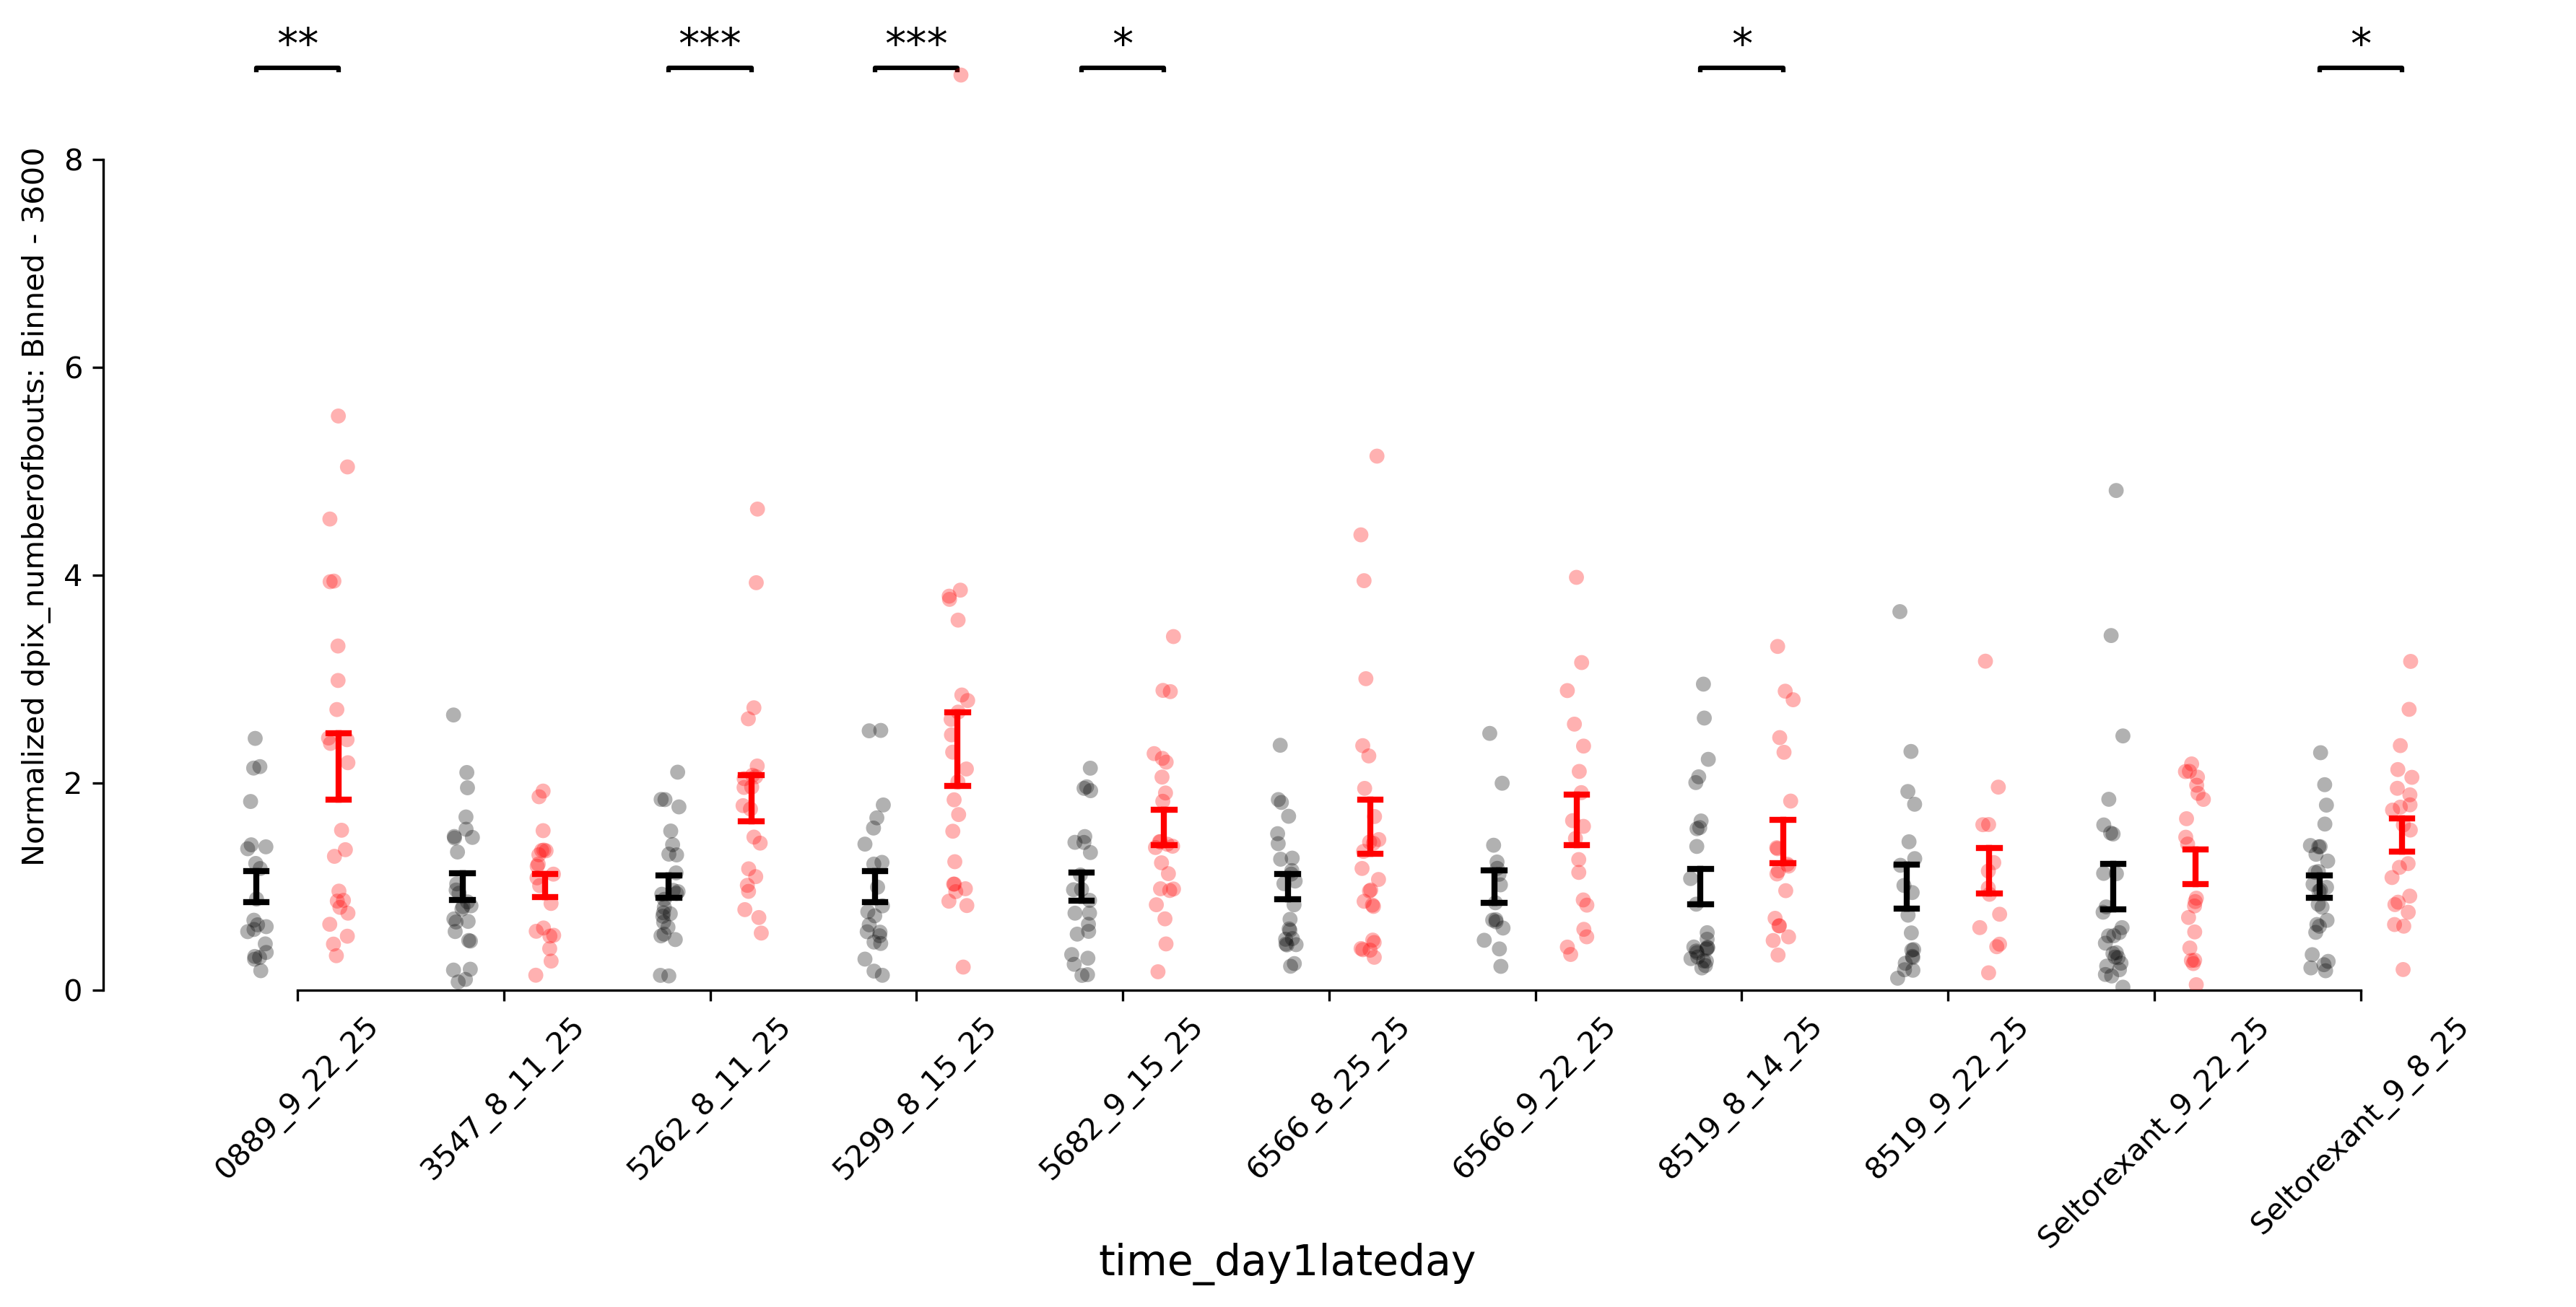 ** *** *** * * *
Normalized dpix_numberofbouts: Binned - 3600
8
6
4
2
0
0889_9_22_25
3547_8_11_25
5262_8_11_25
5299_8_15_25
5682_9_15_25
6566_8_25_25
6566_9_22_25
8519_8_14_25
8519_9_22_25
Seltorexant_9_22_25
Seltorexant_9_8_25
time_day1lateday